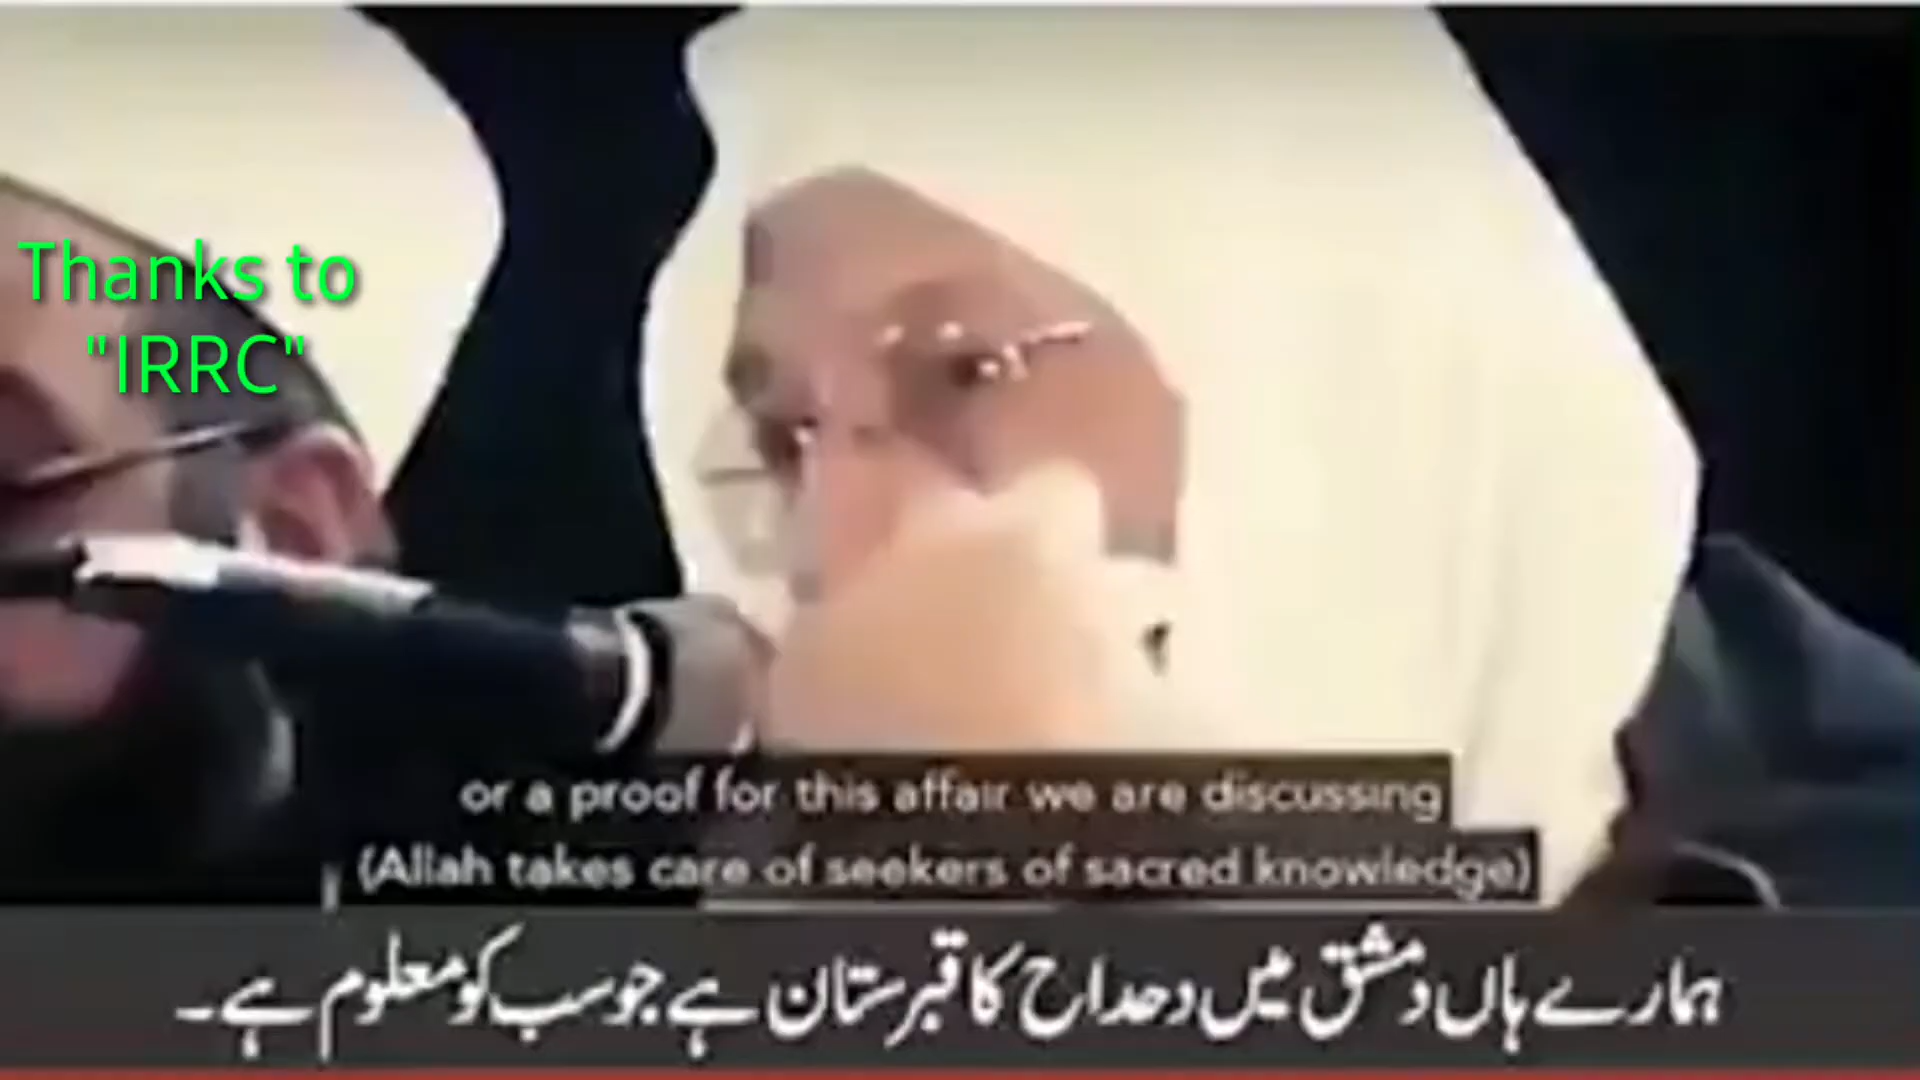 Thanks to
"IRRC"
or a proof for this affair we are discussing
(Allah takes care of seekers of sacred knowledge)
ہمارے ہاں دمشق میں دحداح کا قبرستان ہے جو سب کو معلوم ہے۔